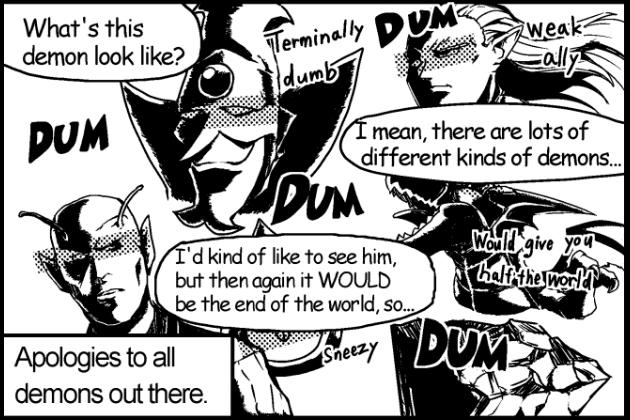 What's this
demon look like?
Terminally
dumb
DUM
weak
ally
DUM
I mean, there are lots of
different kinds of demons...
DUM
Would give you
half the world
I'd kind of like to see him,
but then again it WOULD
be the end of the world, so...
Sneezy
DUM
Apologies to all
demons out there.